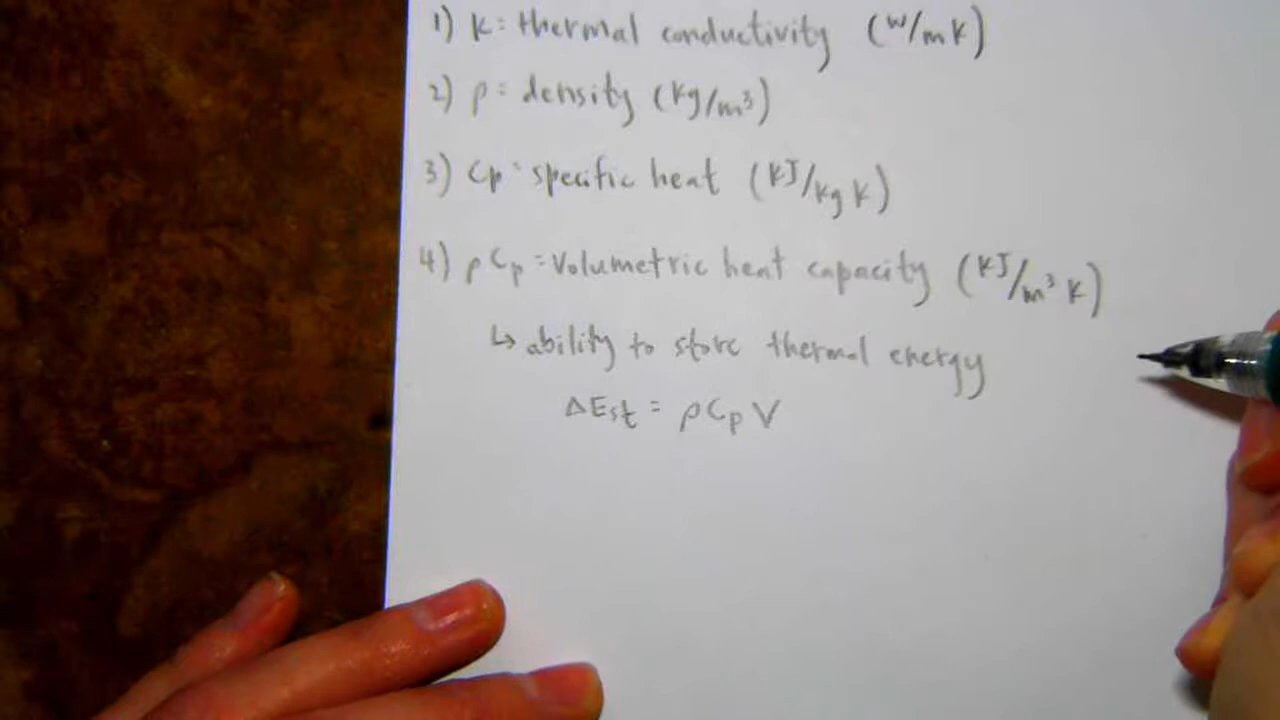 1) k = thermal conductivity (W/mK)
2) ρ = density (kg/m³)
3) Cp = specific heat (kJ/kg K)
4) ρCp = Volumetric heat capacity (kJ/m³ K)
↳ ability to store thermal energy
ΔEst = ρCp V